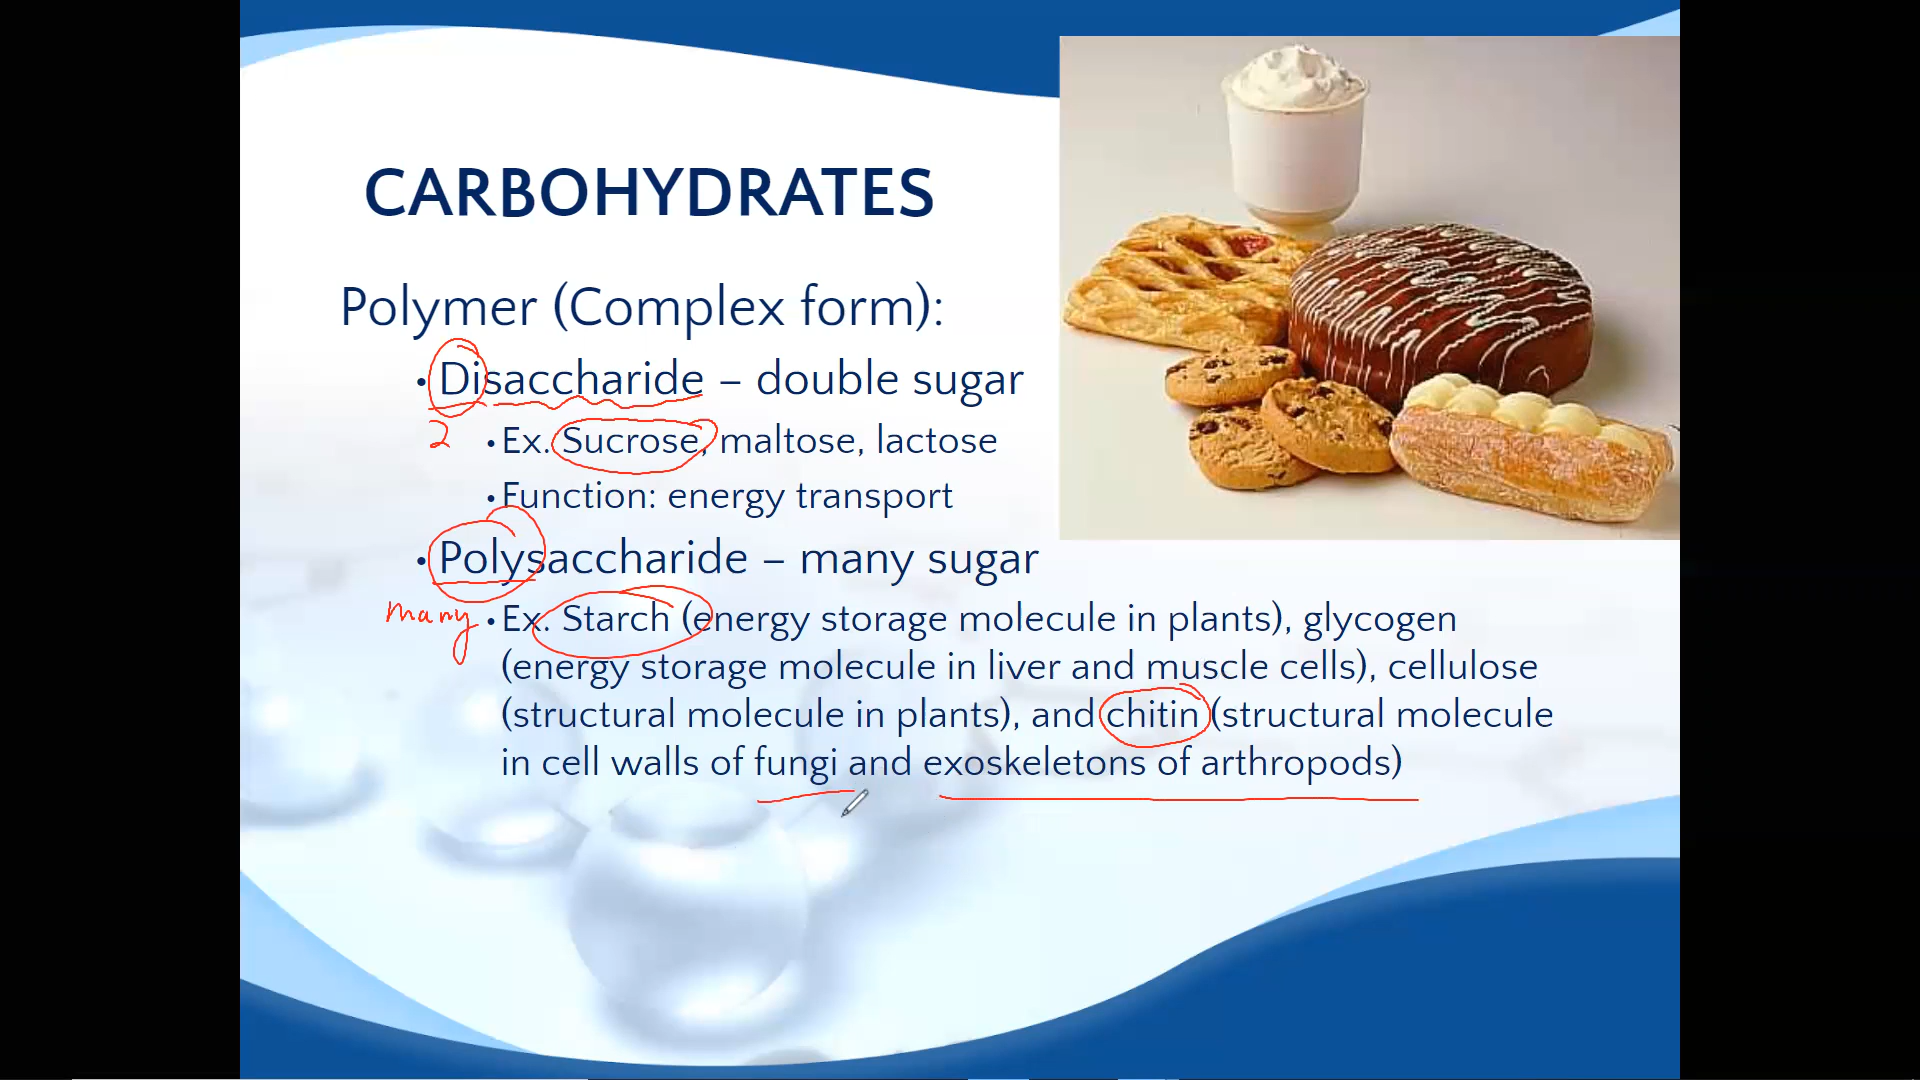 CARBOHYDRATES
Polymer (Complex form):
• Disaccharide – double sugar
2
• Ex. Sucrose, maltose, lactose
• Function: energy transport
• Polysaccharide – many sugar
many
• Ex. Starch (energy storage molecule in plants), glycogen
(energy storage molecule in liver and muscle cells), cellulose
(structural molecule in plants), and chitin (structural molecule
in cell walls of fungi and exoskeletons of arthropods)